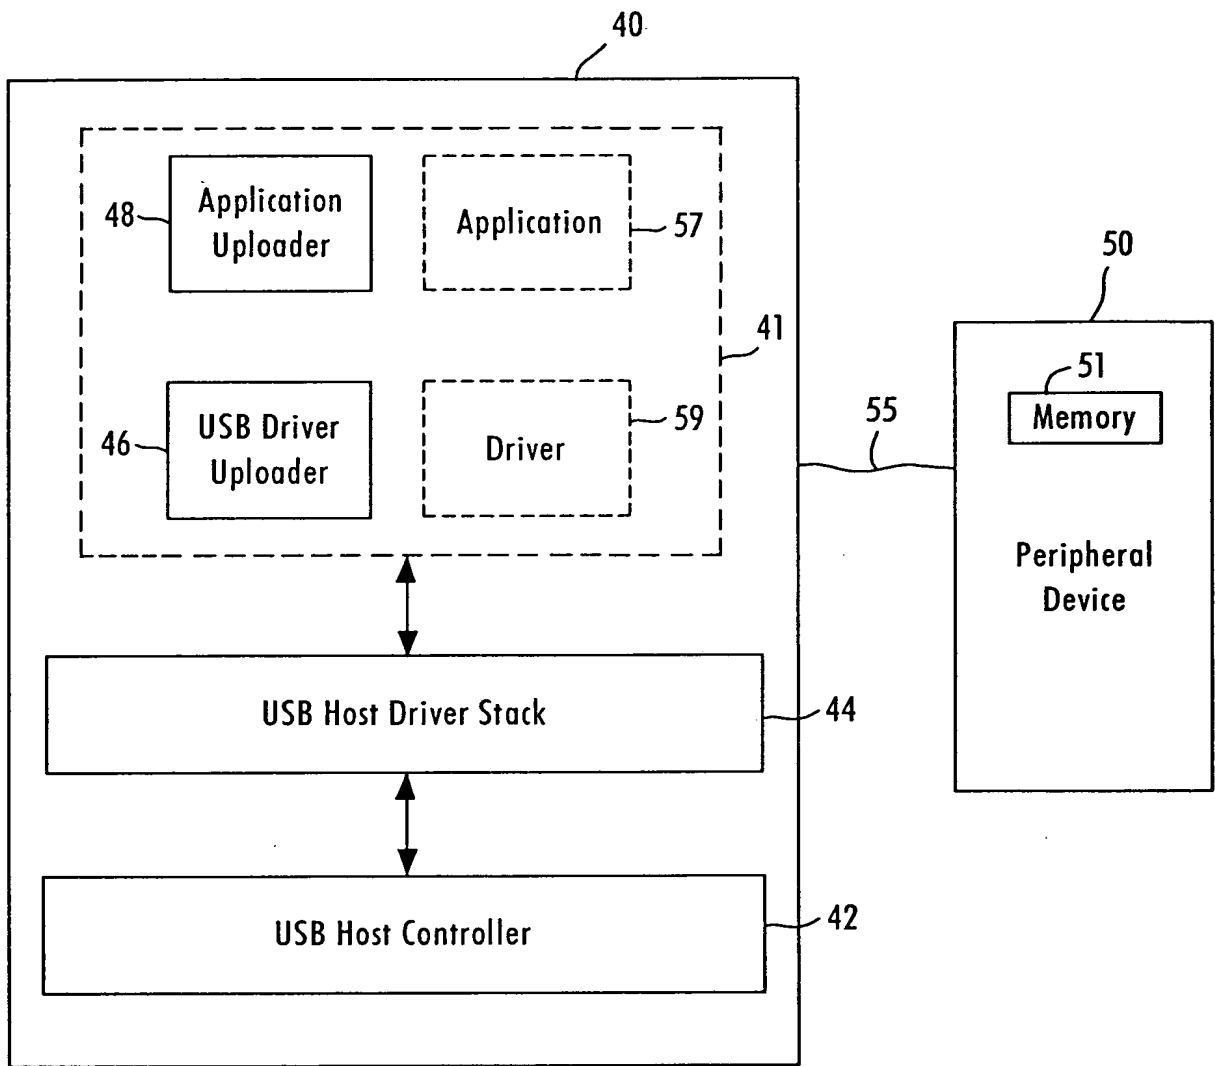 40
48
Application
Uploader
Application
57
41
46
USB Driver
Uploader
Driver
59
55
50
51
Memory
Peripheral
Device
USB Host Driver Stack
44
USB Host Controller
42